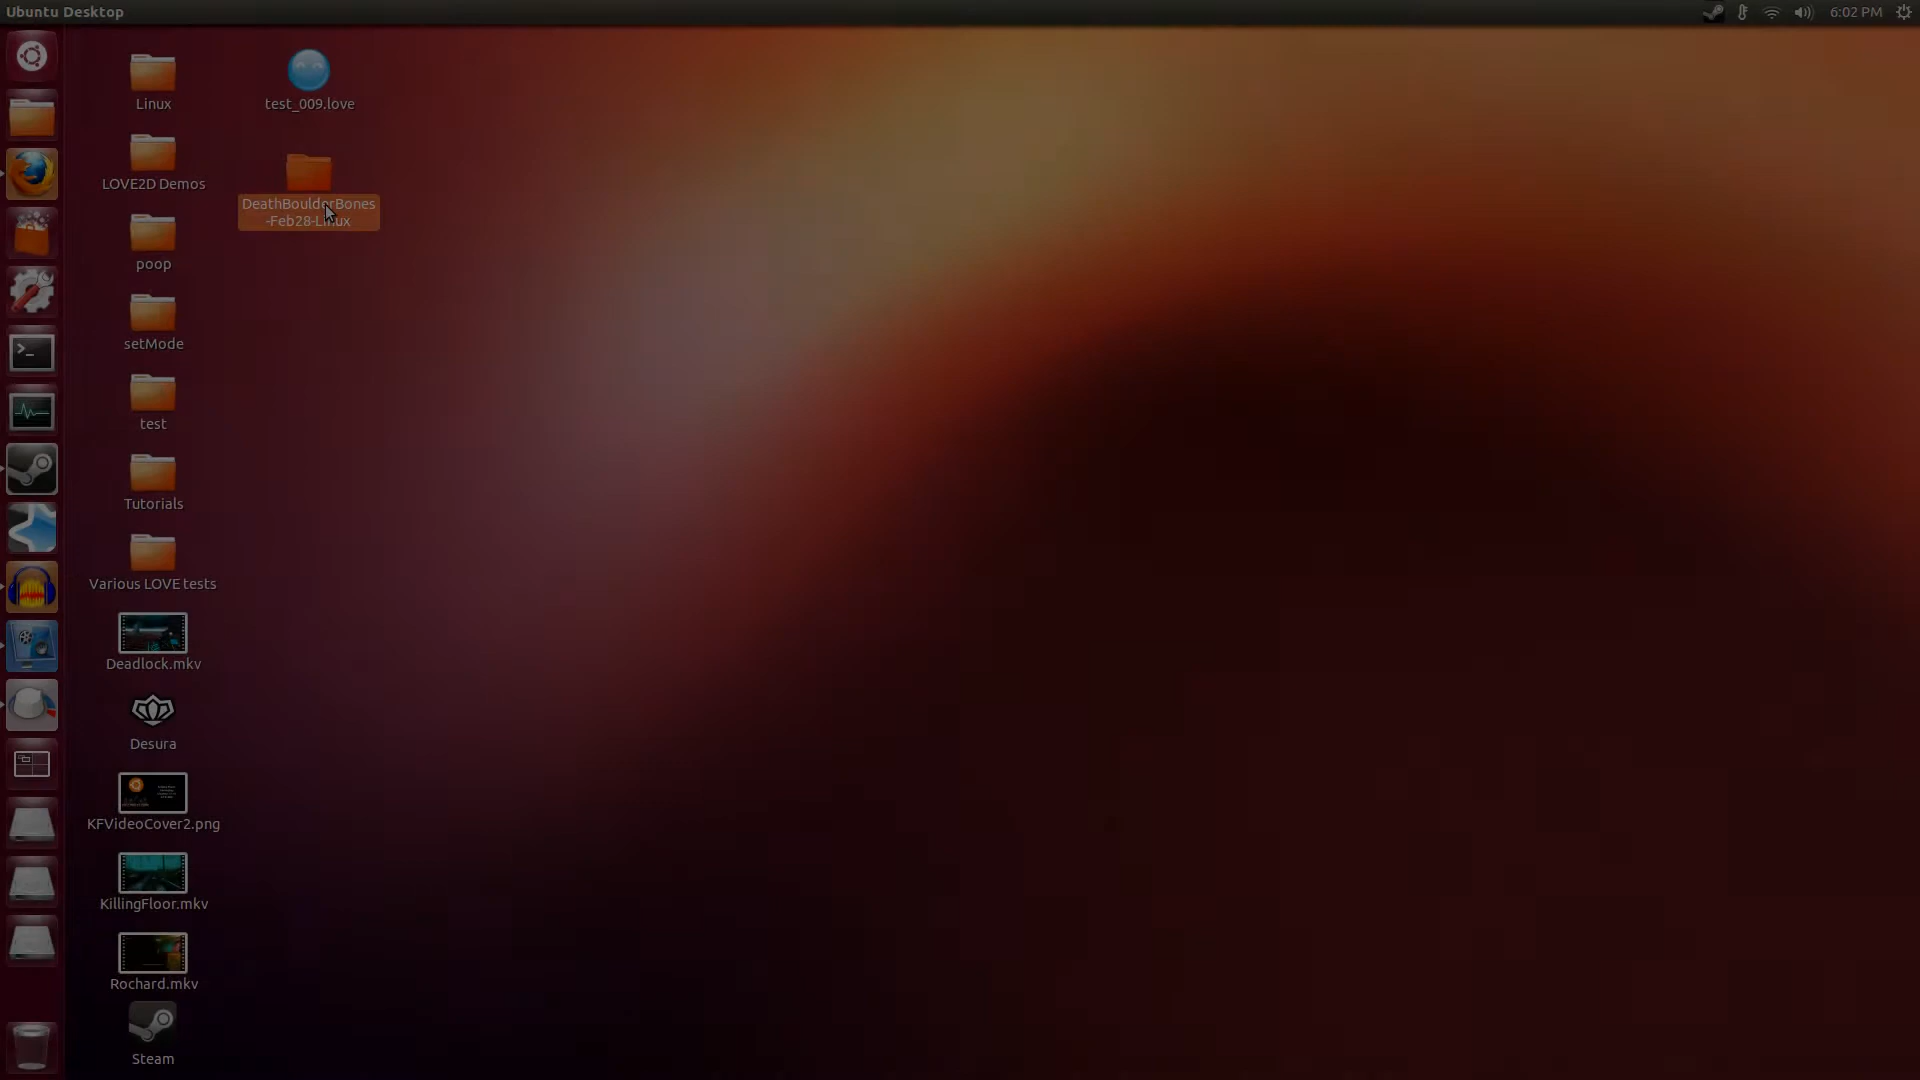 Ubuntu Desktop
6:02 PM
Linux
test_009.love
LOVE2D Demos
DeathBoulderBones
-Feb28-Linux
poop
setMode
test
Tutorials
Various LOVE tests
Deadlock.mkv
Desura
KFVideoCover2.png
KillingFloor.mkv
Rochard.mkv
Steam